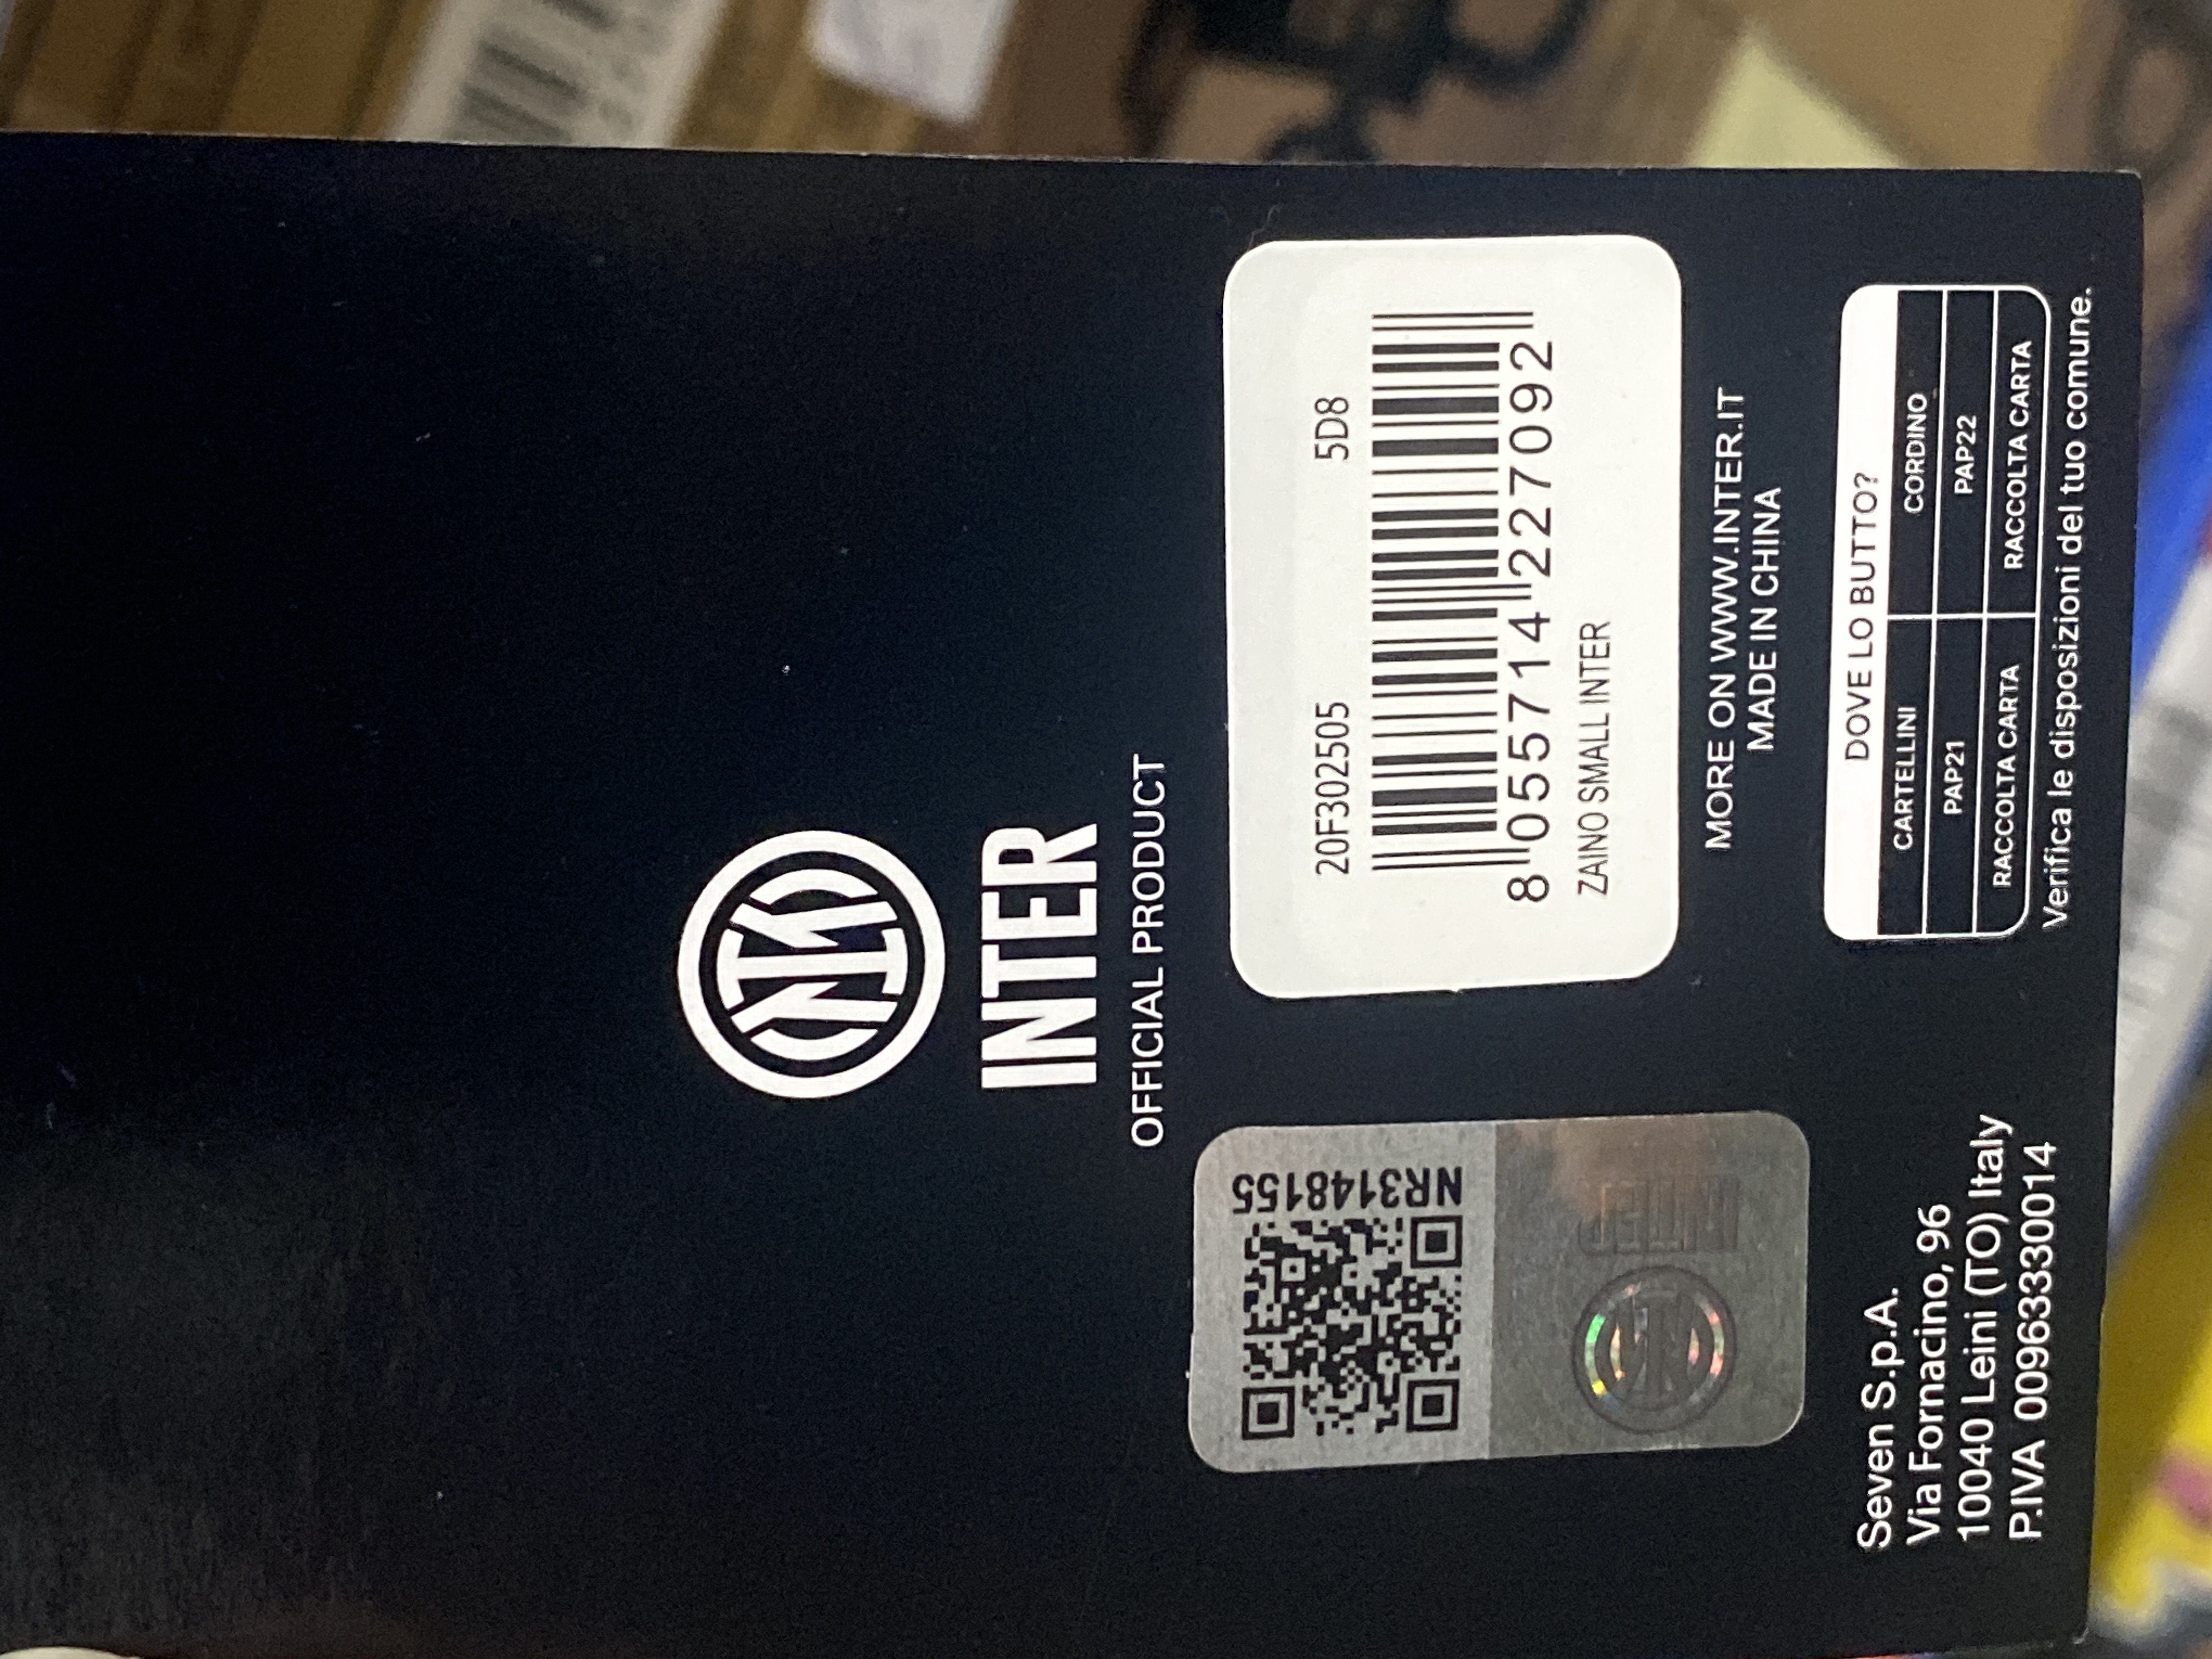 INTER
OFFICIAL PRODUCT
NR3148155
INTER
20F302505 5D8
8 055714 227092
ZAINO SMALL INTER
MORE ON WWW.INTER.IT
MADE IN CHINA
Seven S.p.A.
Via Fornacino, 96
10040 Leini (TO) Italy
P.IVA 00963330014
DOVE LO BUTTO?
CARTELLINI CORDINO
PAP21 PAP22
RACCOLTA CARTA RACCOLTA CARTA
Verifica le disposizioni del tuo comune.